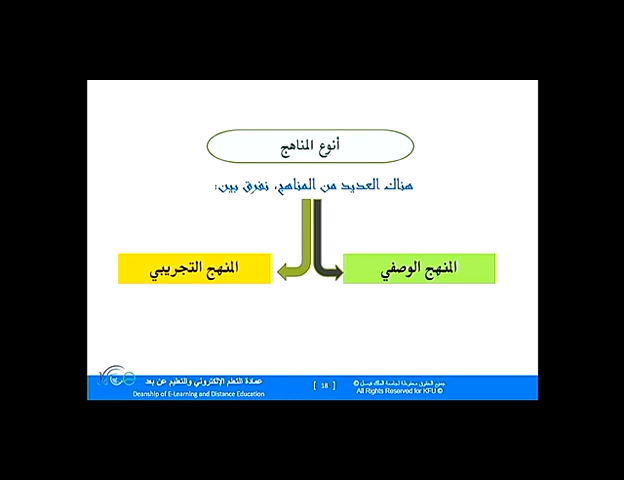 أنوع المناهج
هناك العديد من المناهج، نفرق بين:
المنهج الوصفي
المنهج التجريبي
جميع الحقوق محفوظة لجامعة الملك فيصل ©
All Rights Reserved for KFU ©
[ 18 ]
عمادة التعلم الإلكتروني والتعليم عن بعد
Deanship of E-Learning and Distance Education